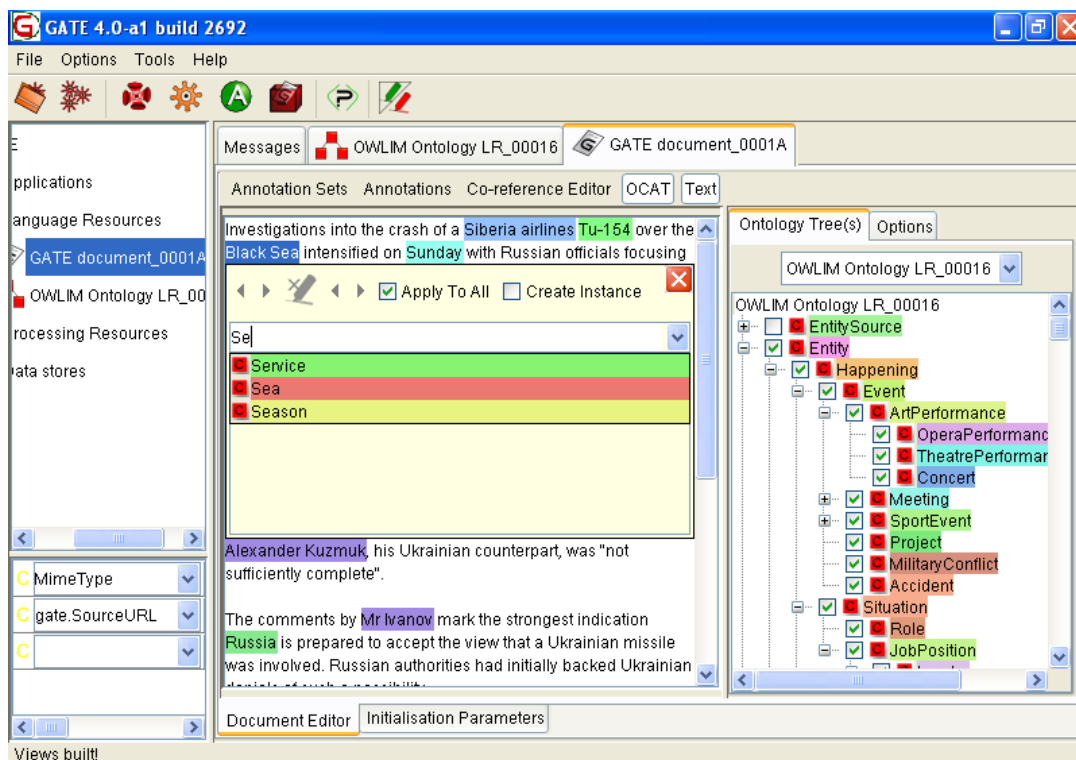 GATE 4.0-a1 build 2692
File Options Tools Help
Messages OWLIM Ontology LR_00016 GATE document_0001A
Annotation Sets Annotations Co-reference Editor OCAT Text
pplications
anguage Resources
GATE document_0001A
OWLIM Ontology LR_00
rocessing Resources
ata stores
MimeType
gate.SourceURL
Investigations into the crash of a Siberia airlines Tu-154 over the
Black Sea intensified on Sunday with Russian officials focusing
Apply To All Create Instance
Se
C Service
C Sea
C Season
Alexander Kuzmuk, his Ukrainian counterpart, was "not
sufficiently complete".
The comments by Mr Ivanov mark the strongest indication
Russia is prepared to accept the view that a Ukrainian missile
was involved. Russian authorities had initially backed Ukrainian
denials of such a possibility
Ontology Tree(s) Options
OWLIM Ontology LR_00016
OWLIM Ontology LR_00016
C EntitySource
C Entity
C Happening
C Event
C ArtPerformance
C OperaPerformanc
C TheatrePerformar
C Concert
C Meeting
C SportEvent
C Project
C MilitaryConflict
C Accident
C Situation
C Role
C JobPosition
Document Editor Initialisation Parameters
Views built!